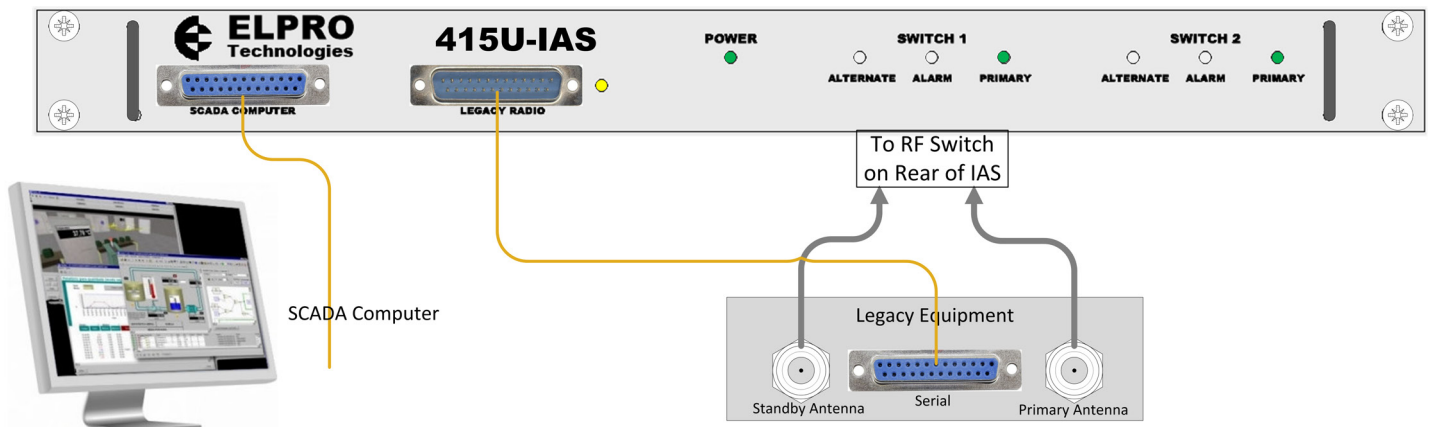 ELPRO
Technologies
415U-IAS
POWER
SWITCH 1
SWITCH 2
ALTERNATE
ALARM
PRIMARY
ALTERNATE
ALARM
PRIMARY
SCADA COMPUTER
LEGACY RADIO
To RF Switch
on Rear of IAS
SCADA Computer
Legacy Equipment
Standby Antenna
Serial
Primary Antenna